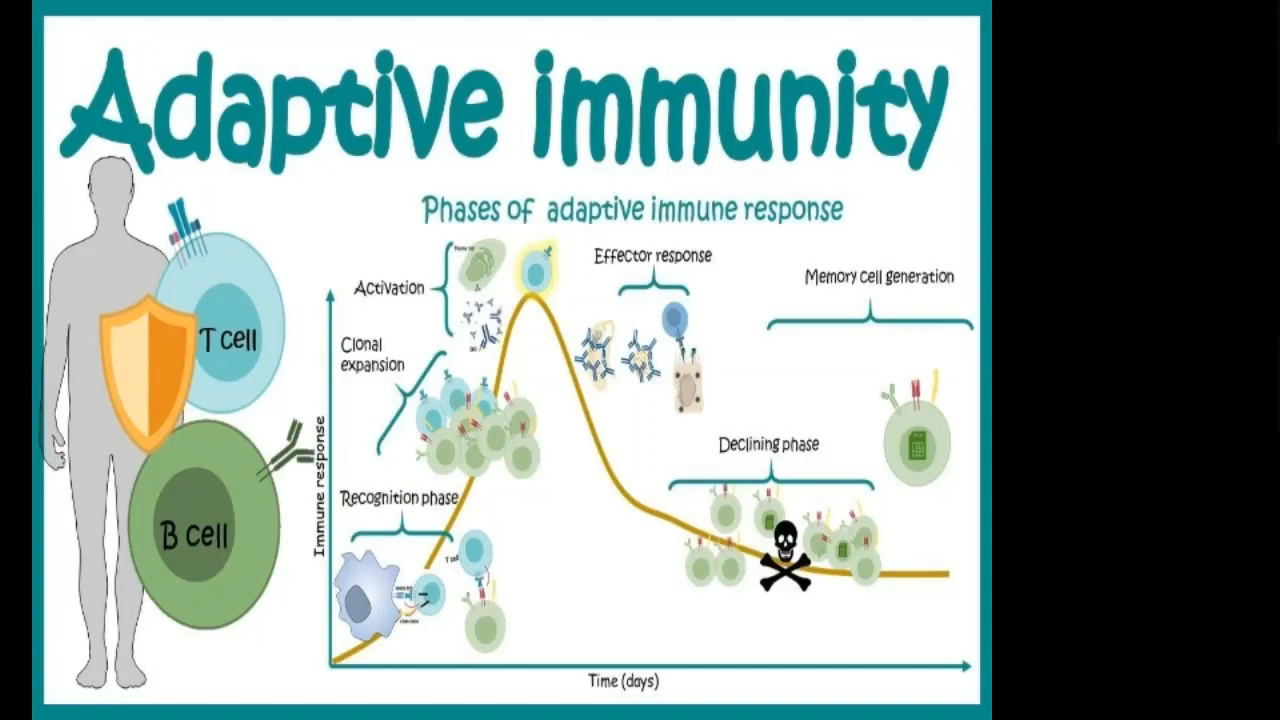 Adaptive immunity
Phases of adaptive immune response
Effector response
Memory cell generation
Activation
Clonal
expansion
T cell
Declining phase
Recognition phase
B cell
Immune response
T cell
Time (days)